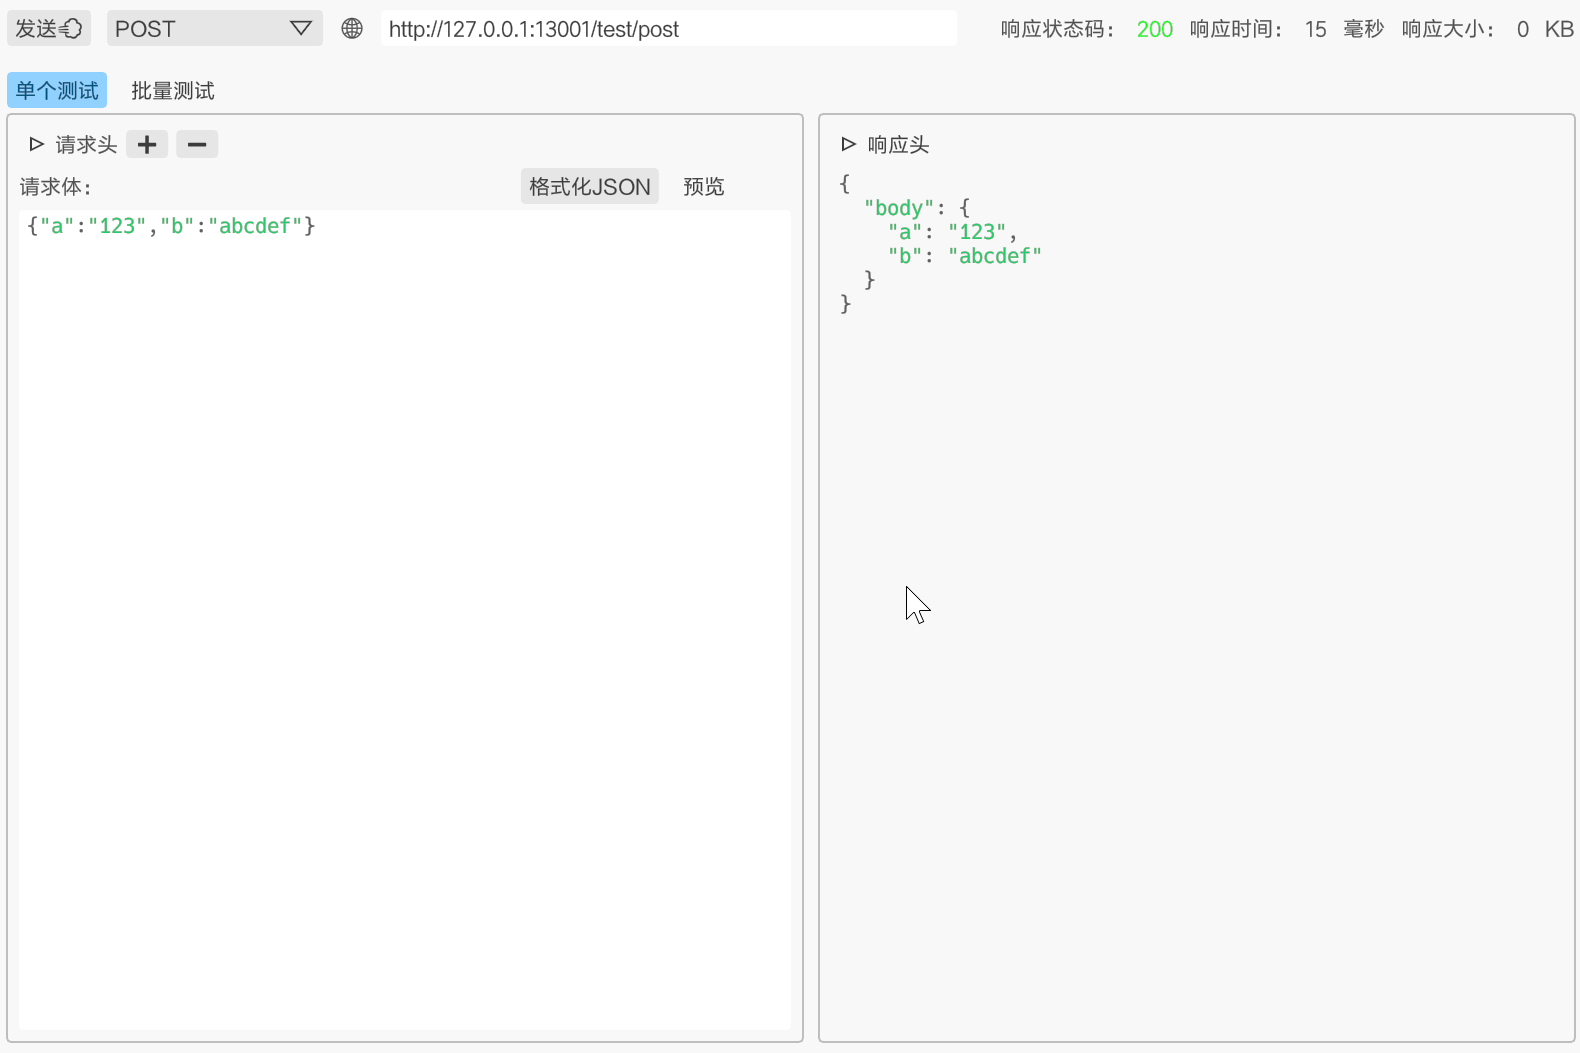 发送 POST http://127.0.0.1:13001/test/post 响应状态码： 200 响应时间： 15 毫秒 响应大小： 0 KB
单个测试 批量测试
请求头
请求体： 格式化JSON 预览
{"a":"123","b":"abcdef"}
响应头
{
  "body": {
    "a": "123",
    "b": "abcdef"
  }
}